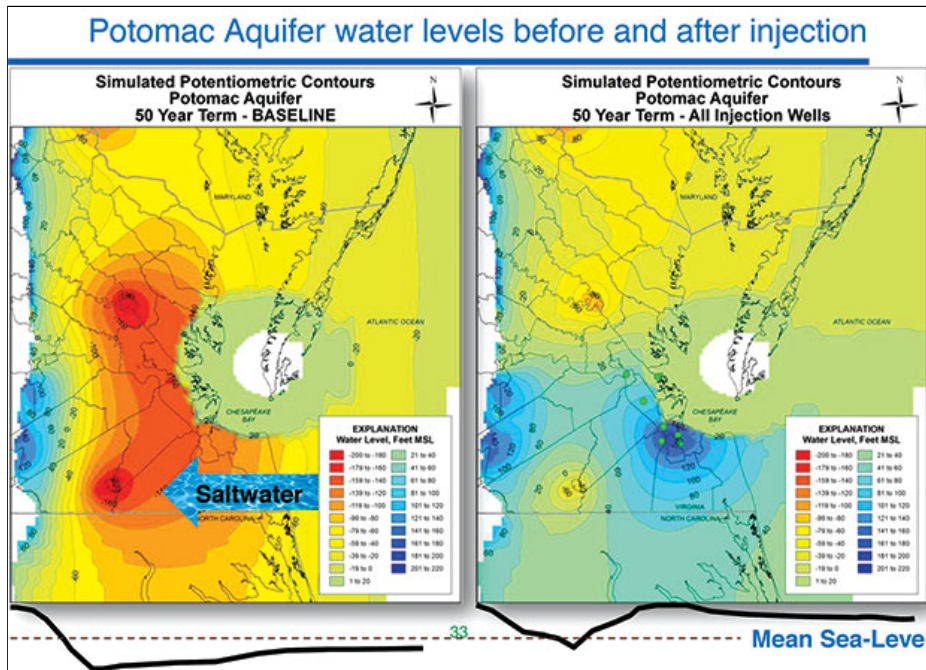 Potomac Aquifer water levels before and after injection
Simulated Potentiometric Contours
Potomac Aquifer
50 Year Term - BASELINE
N
MARYLAND
ATLANTIC OCEAN
CHESAPEAKE
BAY
NORTH CAROLINA
Saltwater
EXPLANATION
Water Level, Feet MSL
-200 to -180
-179 to -160
-159 to -140
-139 to -120
-119 to -100
-99 to -80
-79 to -60
-59 to -40
-39 to -20
-19 to 0
1 to 20
21 to 40
41 to 60
61 to 80
81 to 100
101 to 120
121 to 140
141 to 160
161 to 180
181 to 200
201 to 220
Simulated Potentiometric Contours
Potomac Aquifer
50 Year Term - All Injection Wells
N
MARYLAND
ATLANTIC OCEAN
CHESAPEAKE
BAY
VIRGINIA
NORTH CAROLINA
EXPLANATION
Water Level, Feet MSL
-200 to -180
-179 to -160
-159 to -140
-139 to -120
-119 to -100
-99 to -80
-79 to -60
-59 to -40
-39 to -20
-19 to 0
1 to 20
21 to 40
41 to 60
61 to 80
81 to 100
101 to 120
121 to 140
141 to 160
161 to 180
181 to 200
201 to 220
33
Mean Sea-Leve